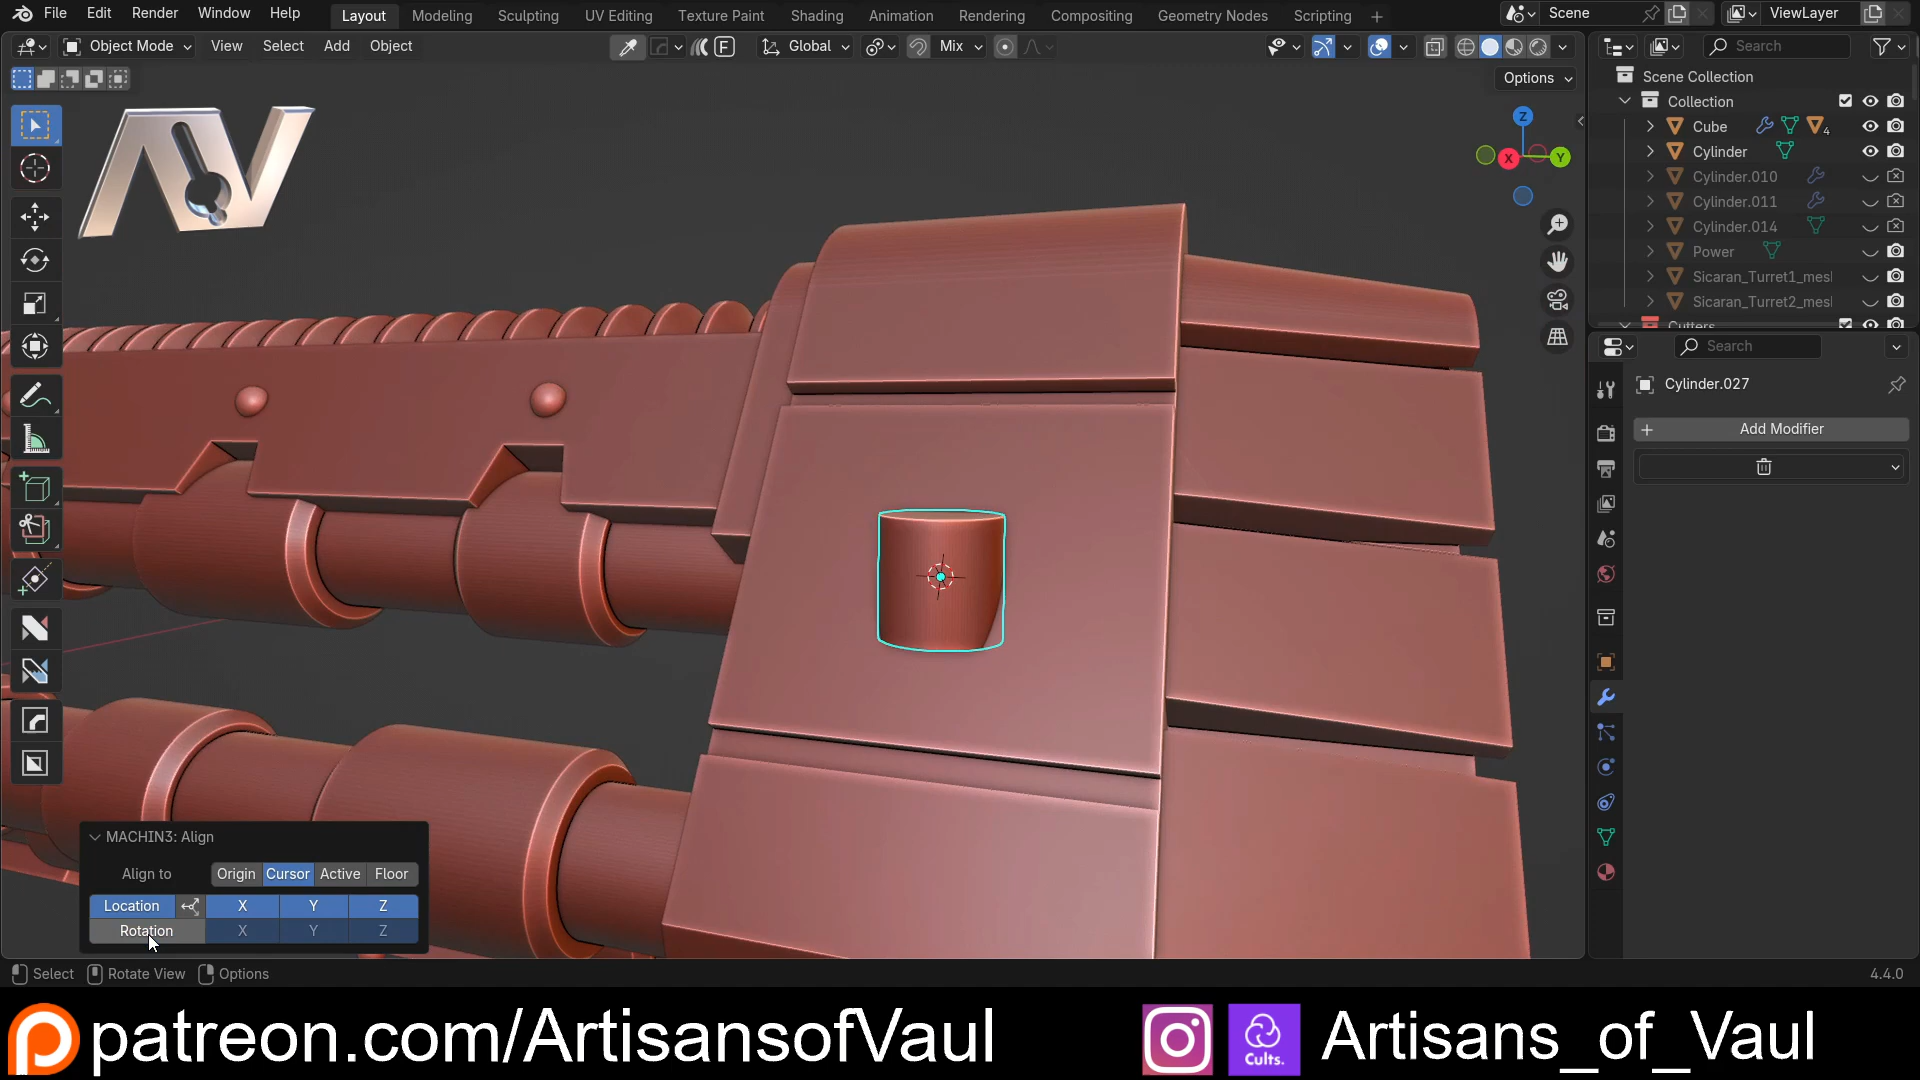 File Edit Render Window Help Layout Modeling Sculpting UV Editing Texture Paint Shading Animation Rendering Compositing Geometry Nodes Scripting + Scene ViewLayer
Object Mode View Select Add Object F Global Mix Search
Options
Scene Collection
Collection
Cube 4
Cylinder
Cylinder.010
Cylinder.011
Cylinder.014
Power
Sicaran_Turret1_mesl
Sicaran_Turret2_mesl
Cutters
Z
X Y
Search
Cylinder.027
+ Add Modifier
MACHIN3: Align
Align to Origin Cursor Active Floor
Location X Y Z
Rotation X Y Z
Select Rotate View Options 4.4.0
patreon.com/ArtisansofVaul Cults. Artisans_of_Vaul